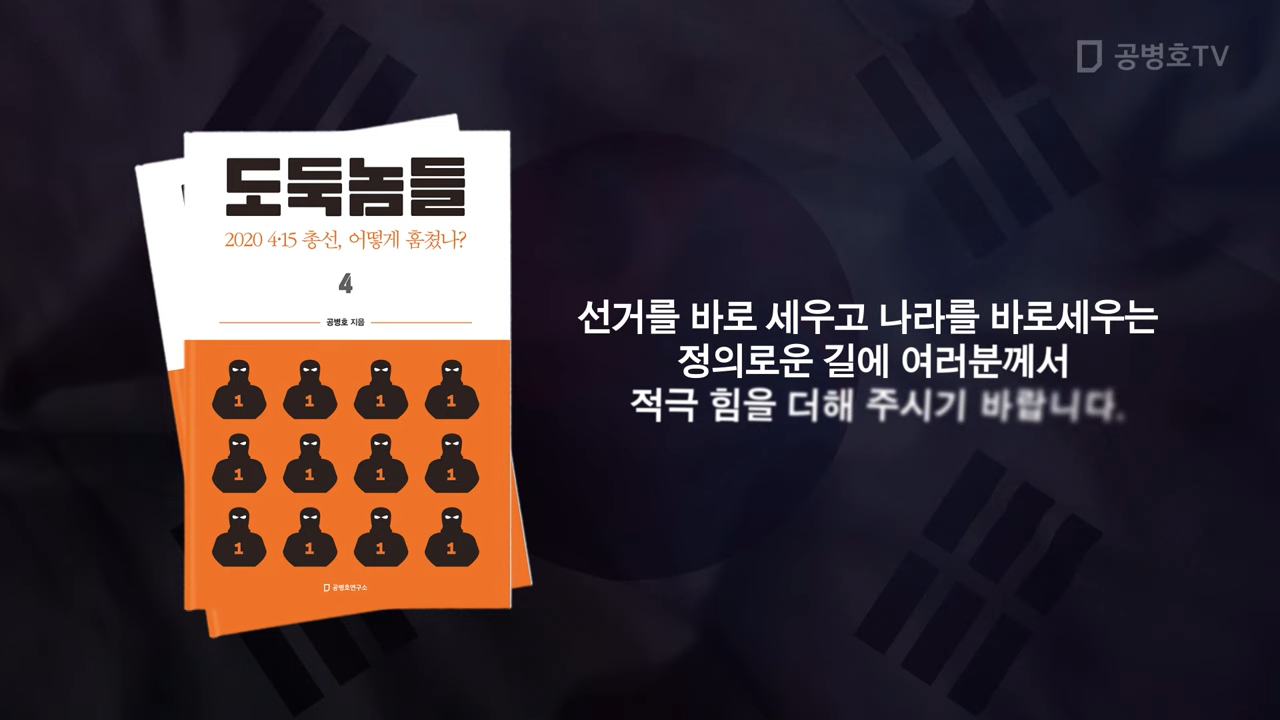 공병호TV
도둑놈들
2020 4·15 총선, 어떻게 훔쳤나?
4
공병호 지음
1 1 1 1
1 1 1 1
1 1 1 1
공병호연구소
선거를 바로 세우고 나라를 바로세우는
정의로운 길에 여러분께서
적극 힘을 더해 주시기 바랍니다.